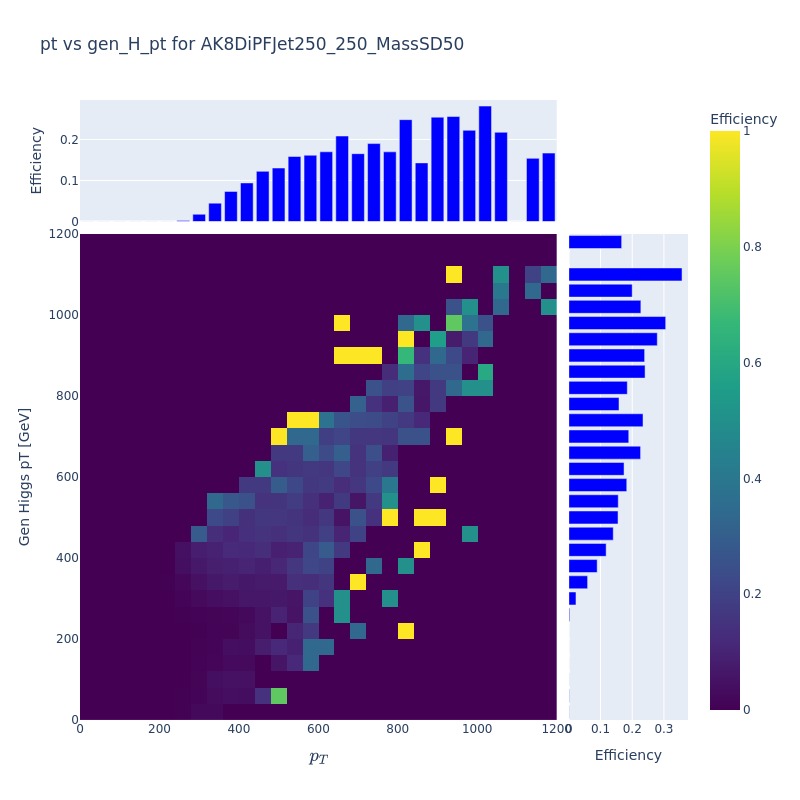 pt vs gen_H_pt for AK8DiPFJet250_250_MassSD50
Efficiency
0.2
0.1
0
Efficiency
1
0.8
0.6
0.4
0.2
0
Gen Higgs pT [GeV]
1200
1000
800
600
400
200
0
0 200 400 600 800 1000 1200
p_T
0 0.1 0.2 0.3
Efficiency